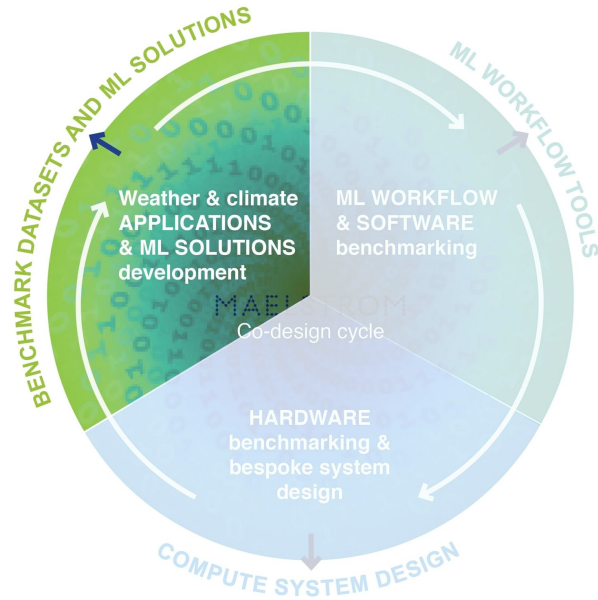 BENCHMARK DATASETS AND ML SOLUTIONS
ML WORKFLOW TOOLS
Weather & climate
APPLICATIONS
& ML SOLUTIONS
development
ML WORKFLOW
& SOFTWARE
benchmarking
MAELSTROM
Co-design cycle
HARDWARE
benchmarking &
bespoke system
design
COMPUTE SYSTEM DESIGN